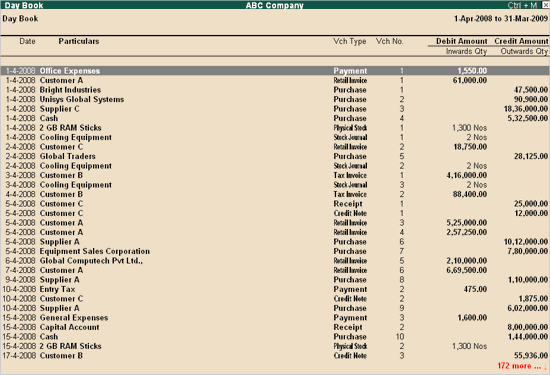 Day Book ABC Company Ctrl + M
Day Book 1-Apr-2008 to 31-Mar-2009
Date Particulars Vch Type Vch No. Debit Amount Credit Amount
Inwards Qty Outwards Qty
1-4-2008 Office Expenses Payment 1 1,550.00
1-4-2008 Customer A Retail Invoice 1 61,000.00
1-4-2008 Bright Industries Purchase 1 47,500.00
1-4-2008 Unisys Global Systems Purchase 2 90,900.00
1-4-2008 Supplier C Purchase 3 18,36,000.00
1-4-2008 Cash Purchase 4 5,32,500.00
1-4-2008 2 GB RAM Sticks Physical Stock 1 1,300 Nos
1-4-2008 Cooling Equipment Stock Journal 1 2 Nos
2-4-2008 Customer C Retail Invoice 2 18,750.00
2-4-2008 Global Traders Purchase 5 28,125.00
2-4-2008 Cooling Equipment Stock Journal 2 2 Nos
3-4-2008 Customer B Tax Invoice 1 4,16,000.00
3-4-2008 Cooling Equipment Stock Journal 3 2 Nos
4-4-2008 Customer B Tax Invoice 2 88,400.00
5-4-2008 Customer C Receipt 1 25,000.00
5-4-2008 Customer C Credit Note 1 12,000.00
5-4-2008 Customer A Retail Invoice 3 5,25,000.00
5-4-2008 Customer A Retail Invoice 4 2,57,250.00
5-4-2008 Supplier A Purchase 6 10,12,000.00
5-4-2008 Equipment Sales Corporation Purchase 7 7,80,000.00
6-4-2008 Global Computech Pvt Ltd., Retail Invoice 5 2,10,000.00
7-4-2008 Customer A Retail Invoice 6 6,69,500.00
9-4-2008 Supplier A Purchase 8 1,10,000.00
10-4-2008 Entry Tax Payment 2 475.00
10-4-2008 Customer C Credit Note 2 1,875.00
10-4-2008 Supplier A Purchase 9 6,02,000.00
15-4-2008 General Expenses Payment 3 1,600.00
15-4-2008 Capital Account Receipt 2 8,00,000.00
15-4-2008 Cash Purchase 10 1,44,000.00
15-4-2008 2 GB RAM Sticks Physical Stock 2 1,300 Nos
17-4-2008 Customer B Credit Note 3 55,936.00
172 more ...